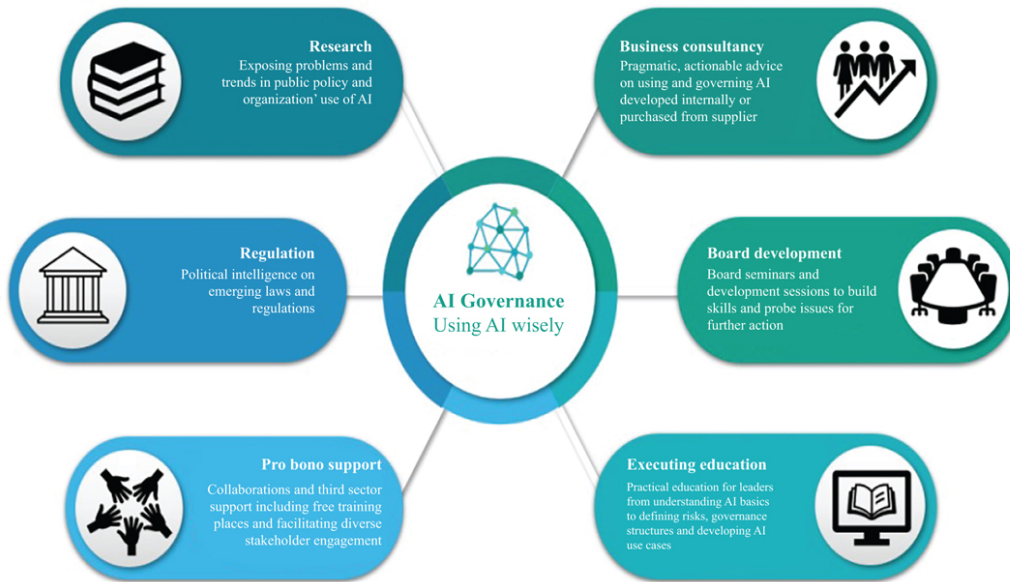 Research
Exposing problems and
trends in public policy and
organization’ use of AI
Business consultancy
Pragmatic, actionable advice
on using and governing AI
developed internally or
purchased from supplier
Regulation
Political intelligence on
emerging laws and
regulations
AI Governance
Using AI wisely
Board development
Board seminars and
development sessions to build
skills and probe issues for
further action
Pro bono support
Collaborations and third sector
support including free training
places and facilitating diverse
stakeholder engagement
Executing education
Practical education for leaders
from understanding AI basics
to defining risks, governance
structures and developing AI
use cases